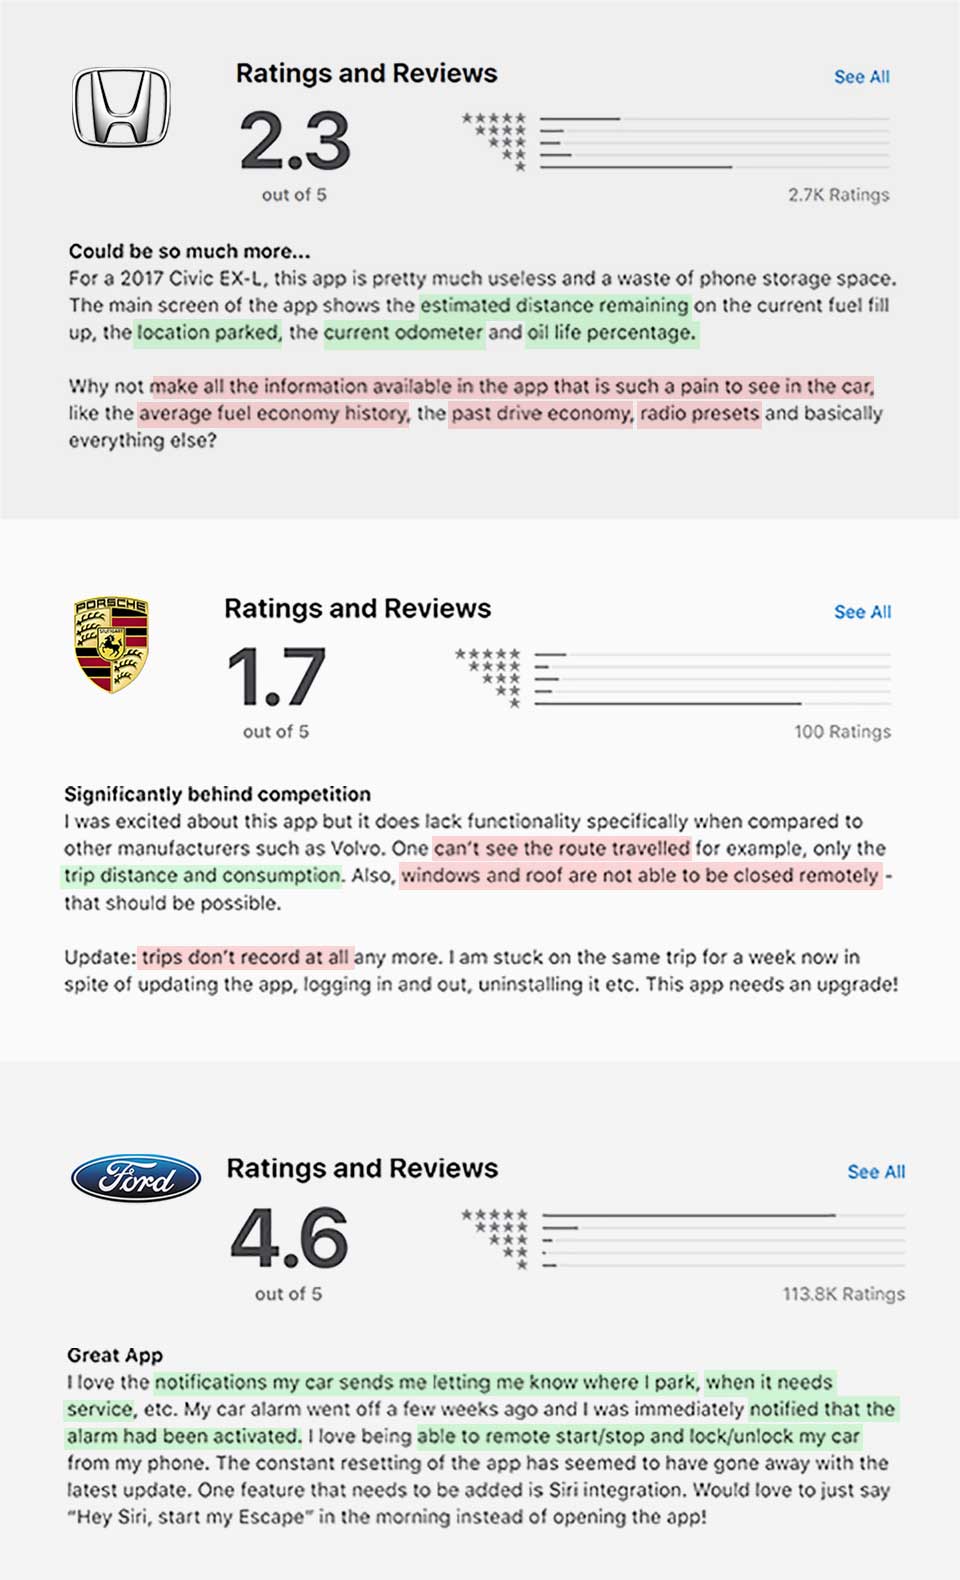 Ratings and Reviews
See All
2.3
★★★★★
★★★★
★★★
★★
★
out of 5
2.7K Ratings
Could be so much more...
For a 2017 Civic EX-L, this app is pretty much useless and a waste of phone storage space.
The main screen of the app shows the estimated distance remaining on the current fuel fill
up, the location parked, the current odometer and oil life percentage.
Why not make all the information available in the app that is such a pain to see in the car,
like the average fuel economy history, the past drive economy, radio presets and basically
everything else?
PORSCHE
STUTTGART
Ratings and Reviews
See All
1.7
★★★★★
★★★★
★★★
★★
★
out of 5
100 Ratings
Significantly behind competition
I was excited about this app but it does lack functionality specifically when compared to
other manufacturers such as Volvo. One can't see the route travelled for example, only the
trip distance and consumption. Also, windows and roof are not able to be closed remotely -
that should be possible.
Update: trips don't record at all any more. I am stuck on the same trip for a week now in
spite of updating the app, logging in and out, uninstalling it etc. This app needs an upgrade!
Ford
Ratings and Reviews
See All
4.6
★★★★★
★★★★
★★★
★★
★
out of 5
113.8K Ratings
Great App
I love the notifications my car sends me letting me know where I park, when it needs
service, etc. My car alarm went off a few weeks ago and I was immediately notified that the
alarm had been activated. I love being able to remote start/stop and lock/unlock my car
from my phone. The constant resetting of the app has seemed to have gone away with the
latest update. One feature that needs to be added is Siri integration. Would love to just say
"Hey Siri, start my Escape" in the morning instead of opening the app!